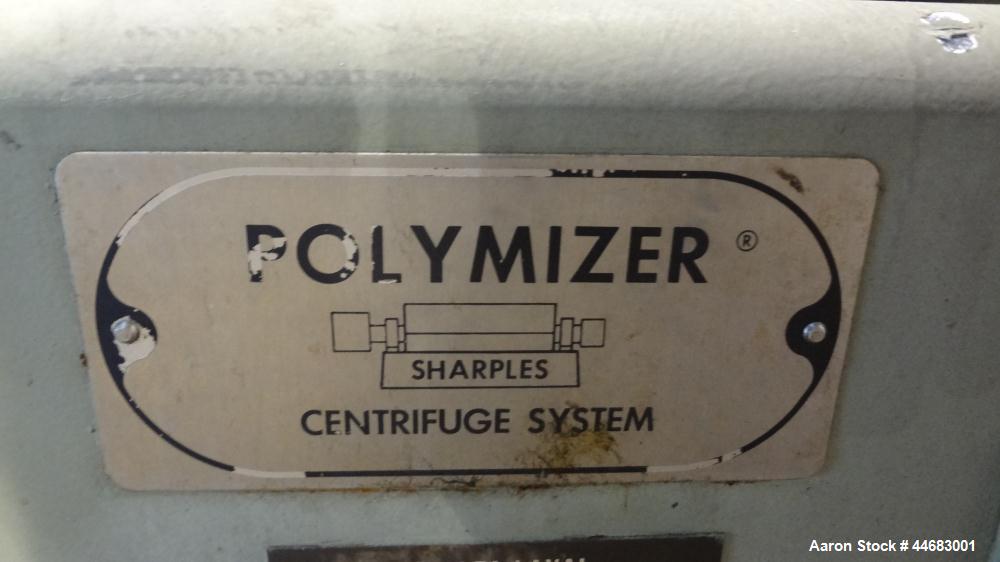 POLYMIZER ®
SHARPLES
CENTRIFUGE SYSTEM
Aaron Stock # 44683001